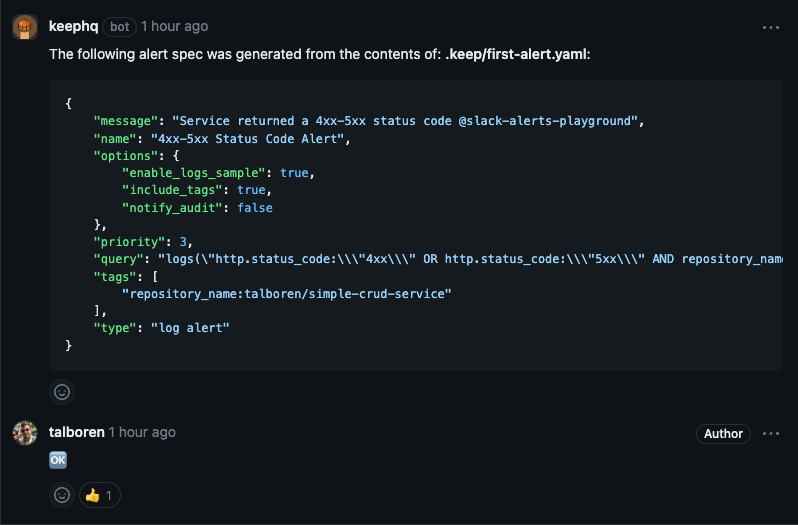 keephq bot 1 hour ago
The following alert spec was generated from the contents of: .keep/first-alert.yaml:
{
    "message": "Service returned a 4xx-5xx status code @slack-alerts-playground",
    "name": "4xx-5xx Status Code Alert",
    "options": {
        "enable_logs_sample": true,
        "include_tags": true,
        "notify_audit": false
    },
    "priority": 3,
    "query": "logs(\"http.status_code:\\\"4xx\\\" OR http.status_code:\\\"5xx\\\" AND repository_name
    "tags": [
        "repository_name:talboren/simple-crud-service"
    ],
    "type": "log alert"
}
talboren 1 hour ago Author
🆗
👍 1